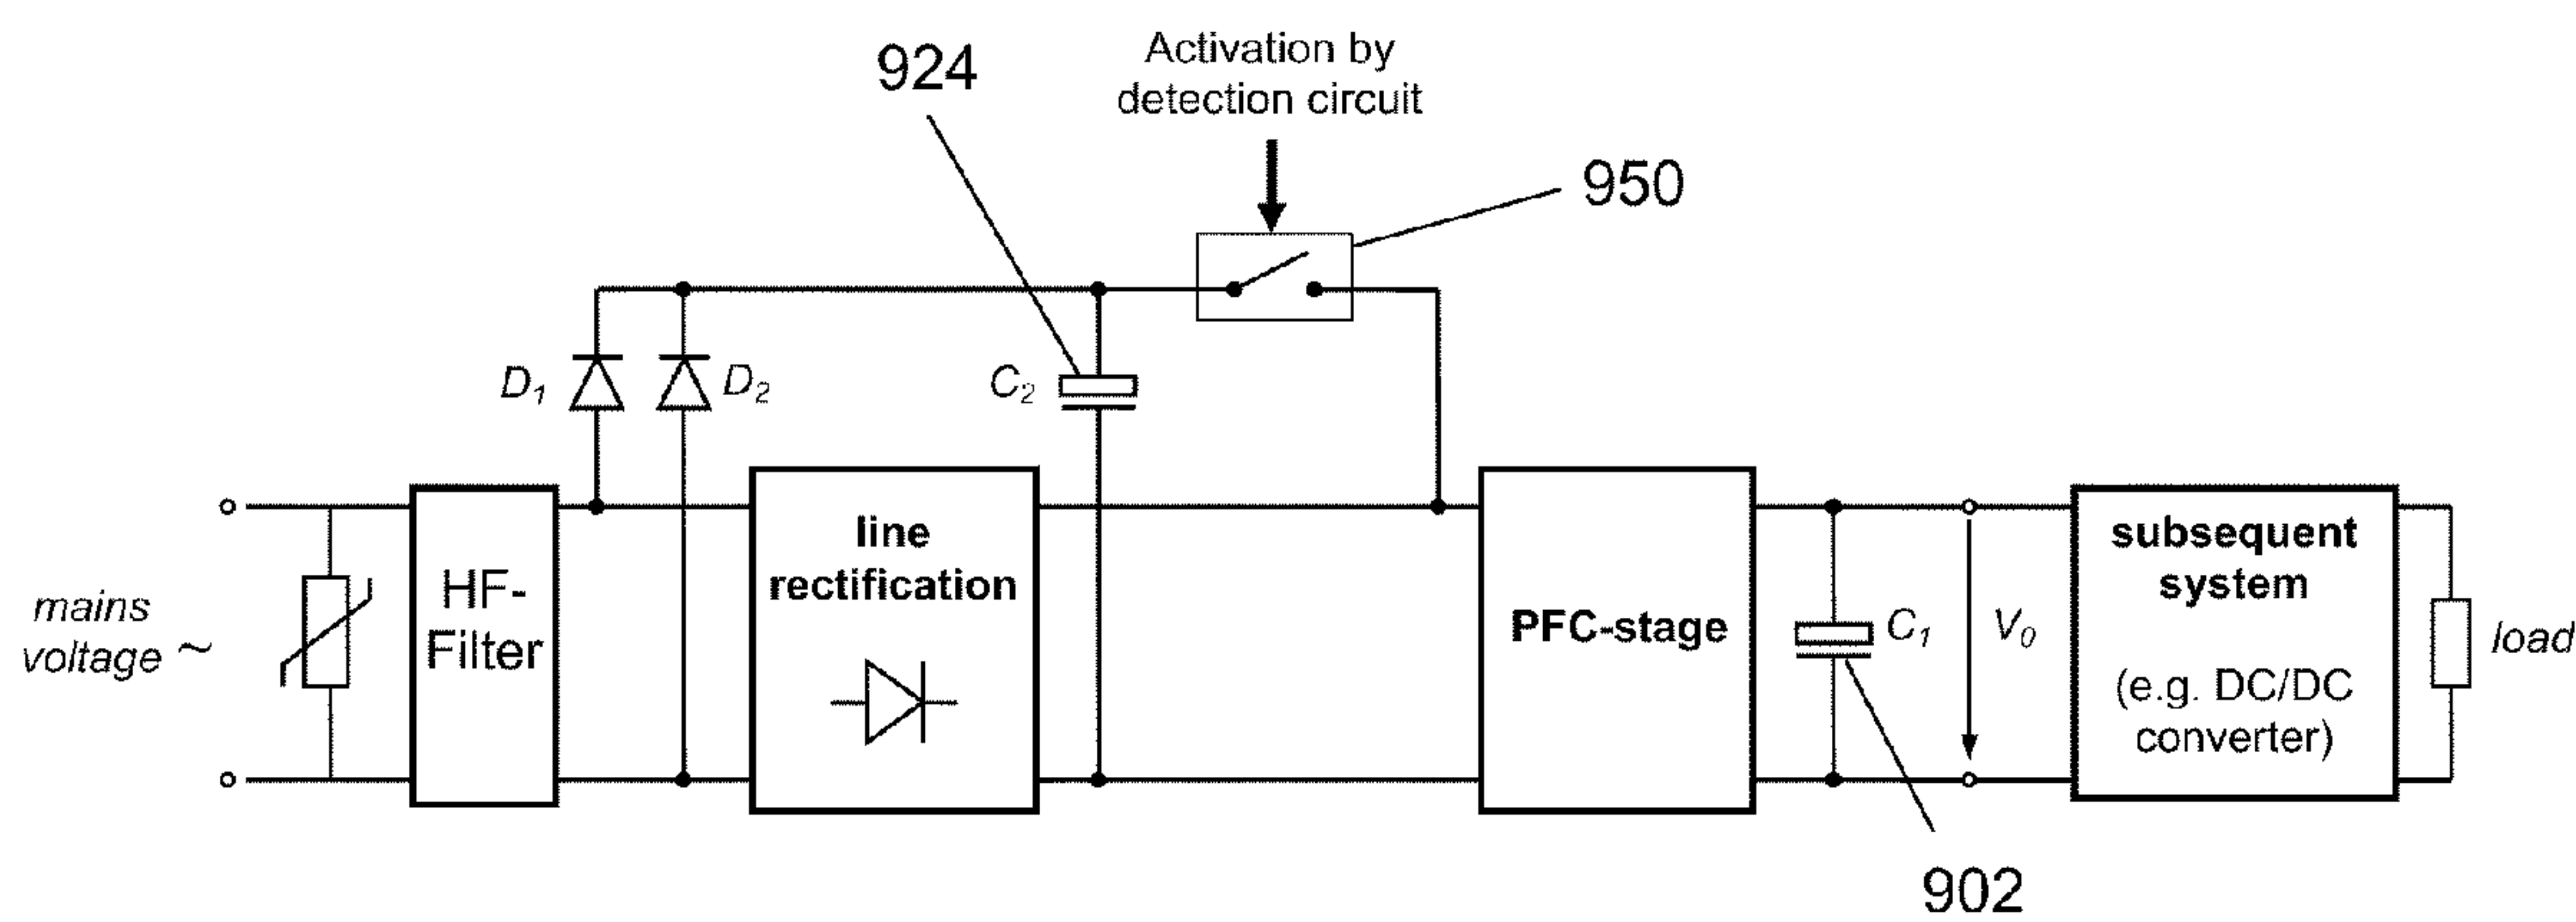 Activation by
detection circuit
924
950
D1
D2
C2
mains
voltage ~
HF-
Filter
line
rectification
PFC-stage
C1
V0
subsequent
system
(e.g. DC/DC
converter)
load
902